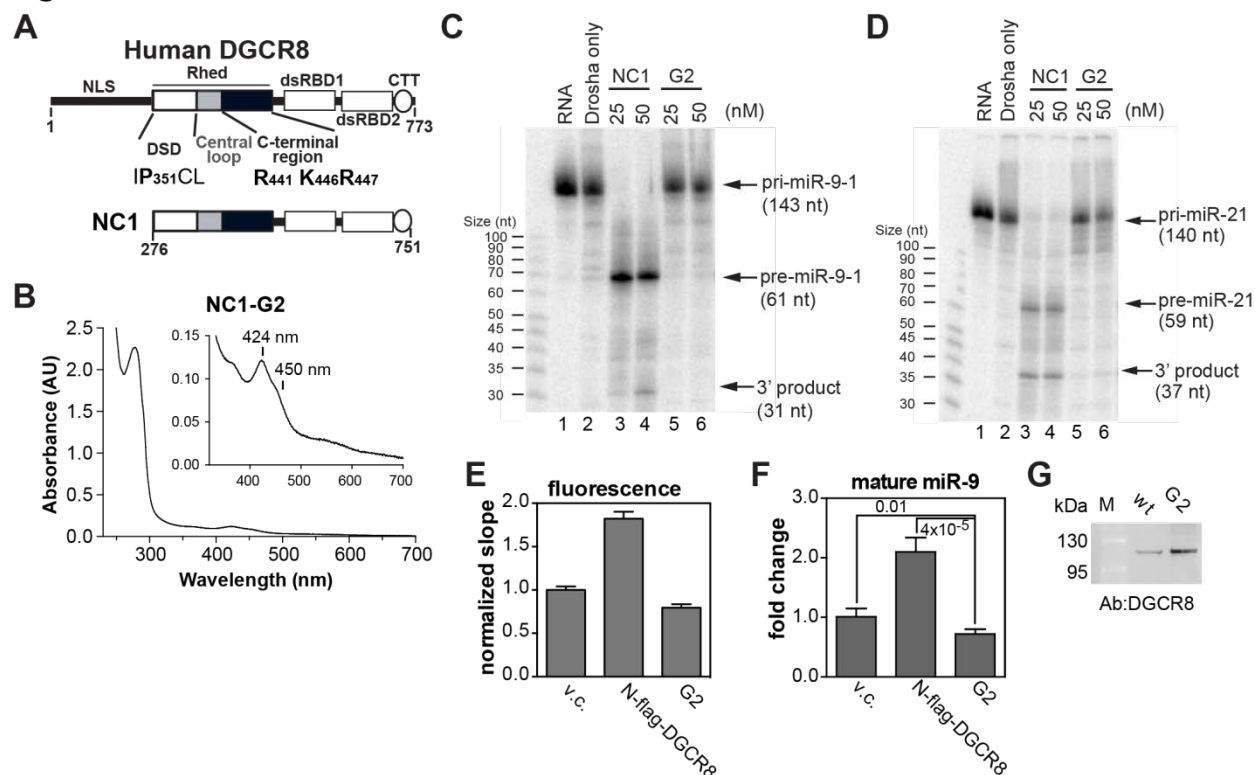 A
Human DGCR8
Rhed
NLS
dsRBD1
CTT
dsRBD2
1
773
DSD
Central loop
C-terminal region
IP351CL
R441 K446R447
NC1
276
751
B
NC1-G2
Absorbance (AU)
2.5
2.0
1.5
1.0
0.5
0.0
424 nm
450 nm
0.15
0.10
0.05
0.00
400 500 600 700
300 400 500 600 700
Wavelength (nm)
C
RNA
Drosha only
NC1
G2
25 50 25 50 (nM)
Size (nt)
100
90
80
70
60
50
45
40
35
30
pri-miR-9-1
(143 nt)
pre-miR-9-1
(61 nt)
3' product
(31 nt)
1 2 3 4 5 6
D
RNA
Drosha only
NC1
G2
25 50 25 50 (nM)
Size (nt)
100
90
80
70
60
50
45
40
35
30
pri-miR-21
(140 nt)
pre-miR-21
(59 nt)
3' product
(37 nt)
1 2 3 4 5 6
E
fluorescence
normalized slope
2.0
1.5
1.0
0.5
0.0
v.c.
N-flag-DGCR8
G2
F
mature miR-9
fold change
3.0
2.0
1.0
0.0
0.01
4x10-5
v.c.
N-flag-DGCR8
G2
G
kDa M wt G2
130
95
Ab:DGCR8